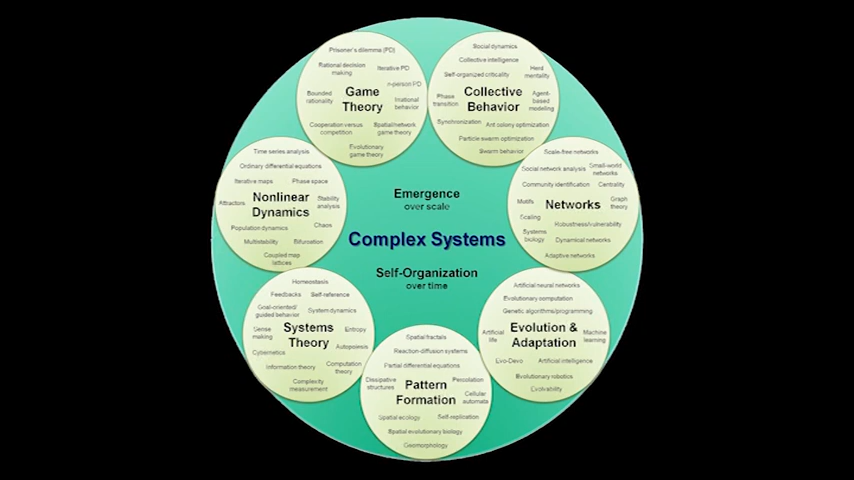 Prisoner's dilemma (PD)
Rational decision
making
Iterative PD
n-person PD
Bounded
rationality
Game
Theory
Irrational
behavior
Cooperation versus
competition
Spatial/network
game theory
Evolutionary
game theory
Social dynamics
Collective intelligence
Self-organized criticality
Herd
mentality
Phase
transition
Collective
Behavior
Agent-
based
modeling
Synchronization
Ant colony optimization
Particle swarm optimization
Swarm behavior
Time series analysis
Ordinary differential equations
Iterative maps
Phase space
Attractors
Nonlinear
Dynamics
Stability
analysis
Population dynamics
Chaos
Multistability
Bifurcation
Coupled map
lattices
Emergence
over scale
Complex Systems
Self-Organization
over time
Scale-free networks
Social network analysis
Small-world
networks
Community identification
Centrality
Motifs
Networks
Graph
theory
Scaling
Robustness/vulnerability
Systems
biology
Dynamical networks
Adaptive networks
Homeostasis
Feedbacks
Self-reference
Goal-oriented/
guided behavior
System dynamics
Sense
making
Systems
Theory
Entropy
Cybernetics
Autopoiesis
Information theory
Computation
theory
Complexity
measurement
Spatial fractals
Reaction-diffusion systems
Partial differential equations
Dissipative
structures
Percolation
Pattern
Formation
Cellular
automata
Spatial ecology
Self-replication
Spatial evolutionary biology
Geomorphology
Artificial neural networks
Evolutionary computation
Genetic algorithms/programming
Artificial
life
Evolution &
Adaptation
Machine
learning
Evo-Devo
Artificial intelligence
Evolutionary robotics
Evolvability